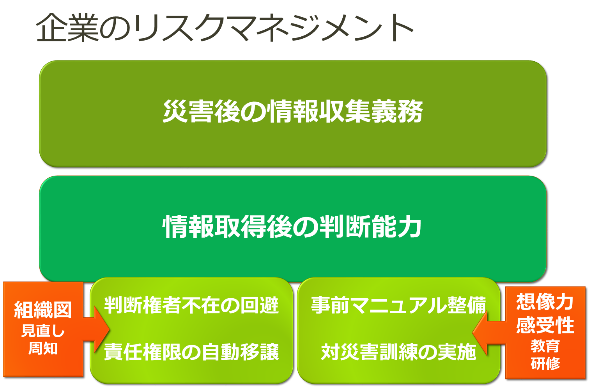 企業のリスクマネジメント
災害後の情報収集義務
情報取得後の判断能力
組織図
見直し
周知
判断権者不在の回避
責任権限の自動移譲
事前マニュアル整備
対災害訓練の実施
想像力
感受性
教育
研修